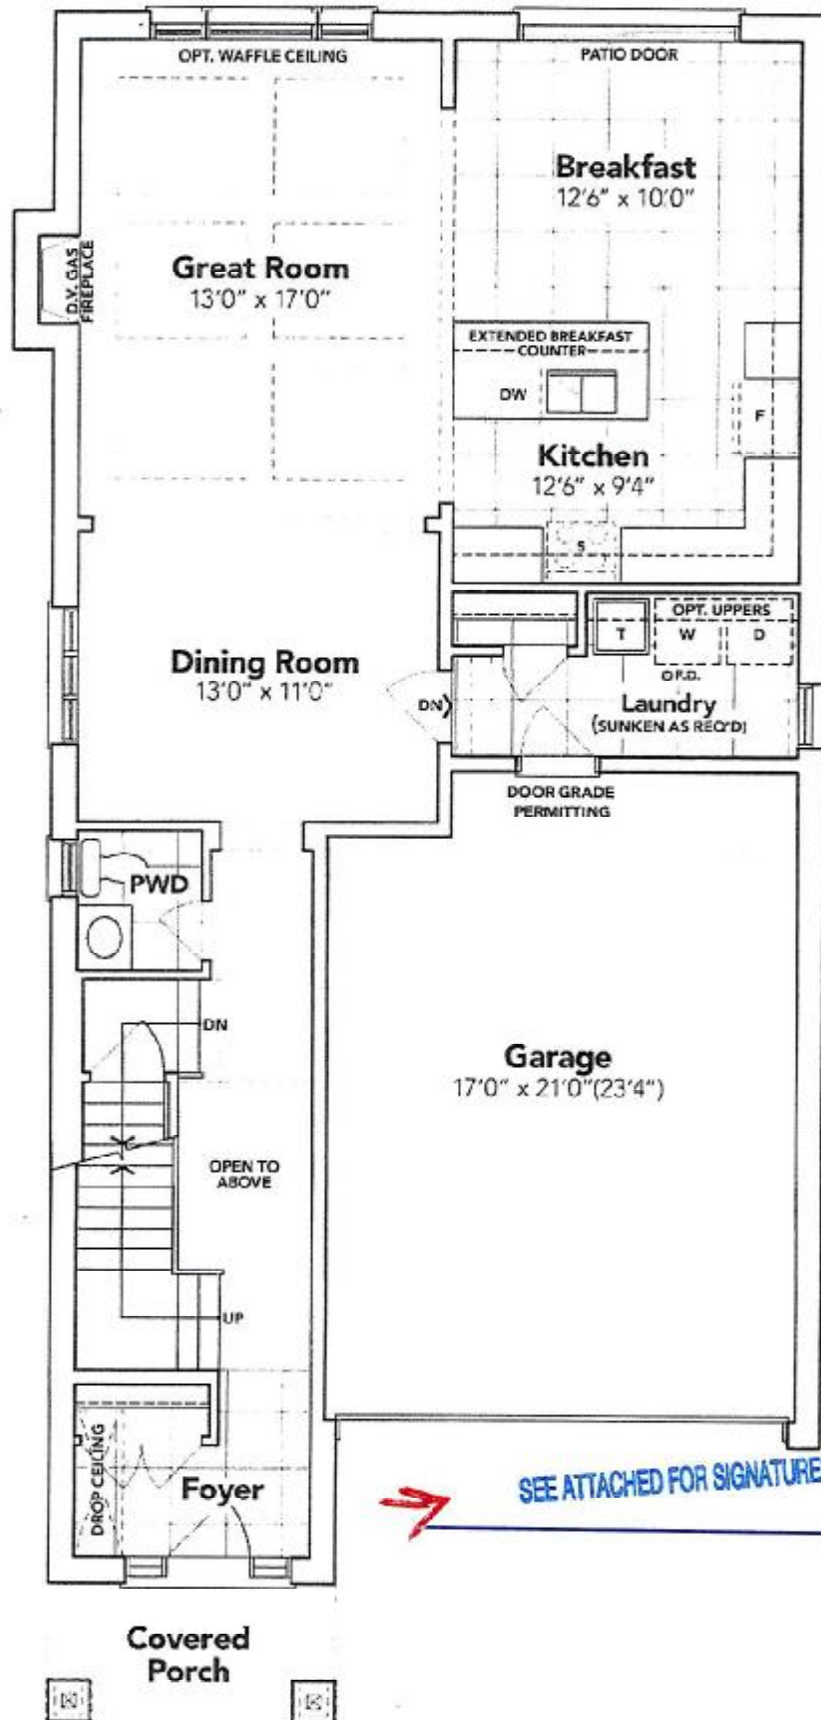 OPT. WAFFLE CEILING
PATIO DOOR
Breakfast
12'6" x 10'0"
D.V. GAS
FIREPLACE
Great Room
13'0" x 17'0"
EXTENDED BREAKFAST
COUNTER
DW
F
Kitchen
12'6" x 9'4"
S
OPT. UPPERS
T
W
D
O F.D.
Dining Room
13'0" x 11'0"
DN
Laundry
(SUNKEN AS REQ'D)
DOOR GRADE
PERMITTING
PWD
DN
Garage
17'0" x 21'0"(23'4")
OPEN TO
ABOVE
UP
DROP CEILING
Foyer
SEE ATTACHED FOR SIGNATURE
Covered
Porch